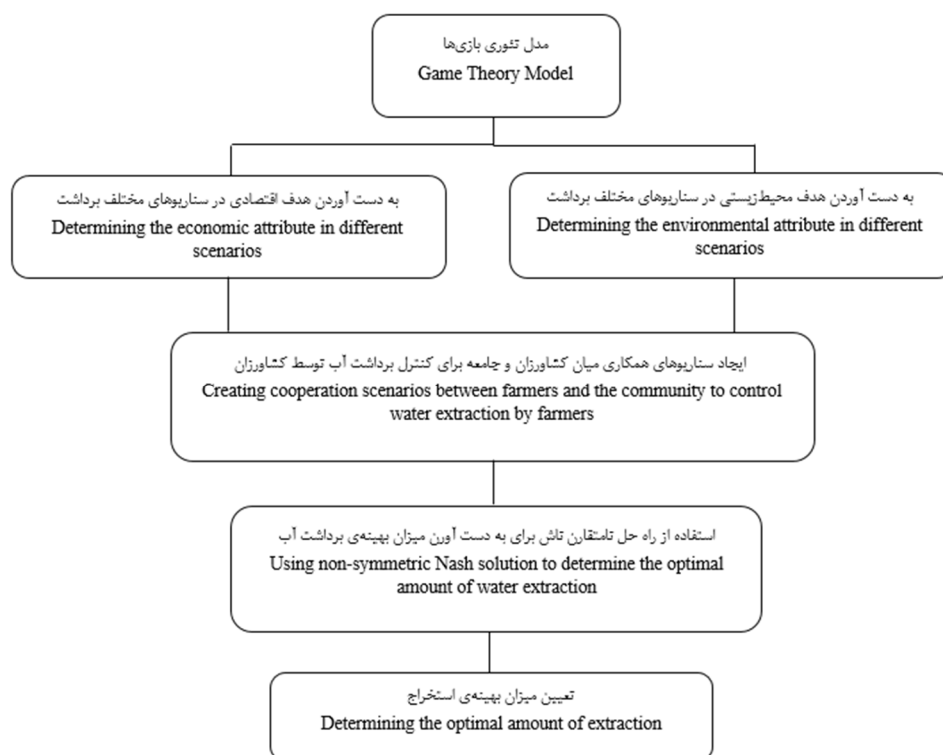 مدل تئوری بازی‌ها
Game Theory Model
به دست آوردن هدف اقتصادی در سناریوهای مختلف برداشت
Determining the economic attribute in different
scenarios
به دست آوردن هدف محیط‌زیستی در سناریوهای مختلف برداشت
Determining the environmental attribute in different
scenarios
ایجاد سناریوهای همکاری میان کشاورزان و جامعه برای کنترل برداشت آب توسط کشاورزان
Creating cooperation scenarios between farmers and the community to control
water extraction by farmers
استفاده از راه حل نامتقارن ناش برای به دست آورن میزان بهینه‌ی برداشت آب
Using non-symmetric Nash solution to determine the optimal
amount of water extraction
تعیین میزان بهینه‌ی استخراج
Determining the optimal amount of extraction